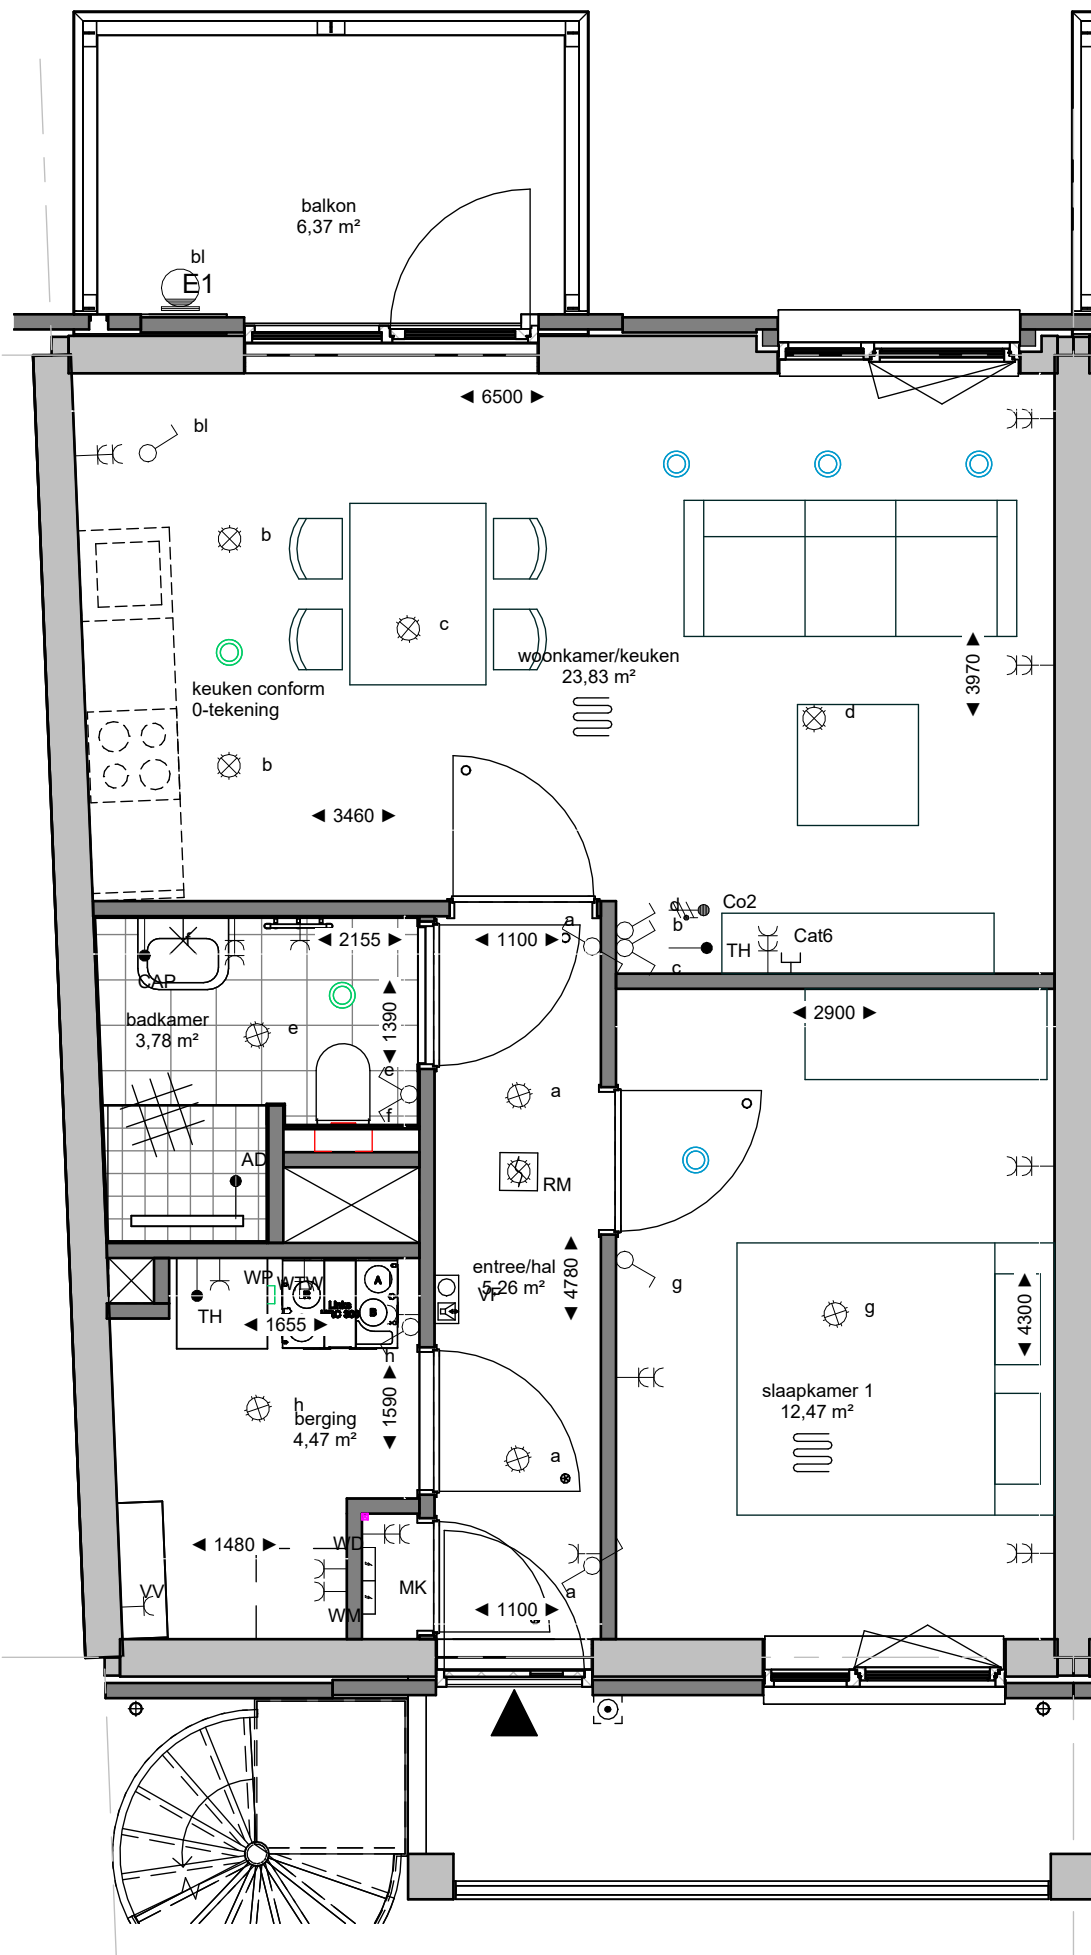 balkon
6,37 m²
bl
E1
6500
bl
b
c
woonkamer/keuken
23,83 m²
3970
keuken conform
0-tekening
d
b
3460
d
Co2
a
b
2155
1100
TH
Cat6
c
f
CAP
badkamer
3,78 m²
e
1390
2900
e
f
a
AD
RM
entree/hal
5,26 m²
4780
VF
g
WP
WTW
A
B
TH
1655
g
4300
h
1590
slaapkamer 1
12,47 m²
h
berging
4,47 m²
a
1480
WD
MK
VV
WM
1100
a